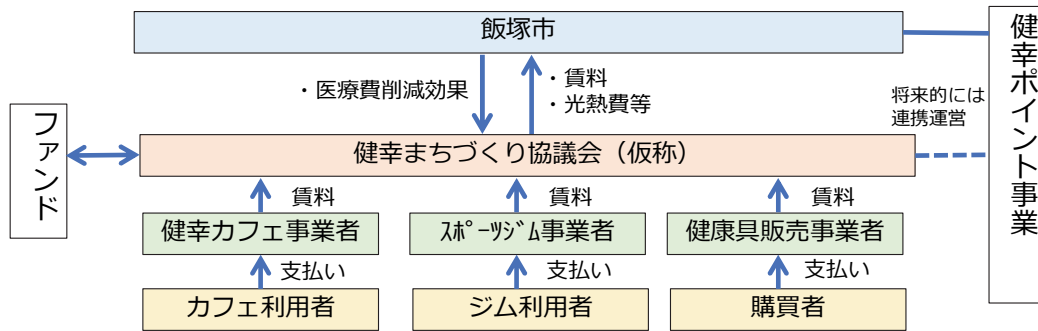 飯塚市
・医療費削減効果
・賃料
・光熱費等
将来的には
連携運営
健幸ポイント事業
ファンド
健幸まちづくり協議会（仮称）
賃料
賃料
賃料
健幸カフェ事業者
ｽﾎﾟｰﾂｼﾞﾑ事業者
健康具販売事業者
支払い
支払い
支払い
カフェ利用者
ジム利用者
購買者